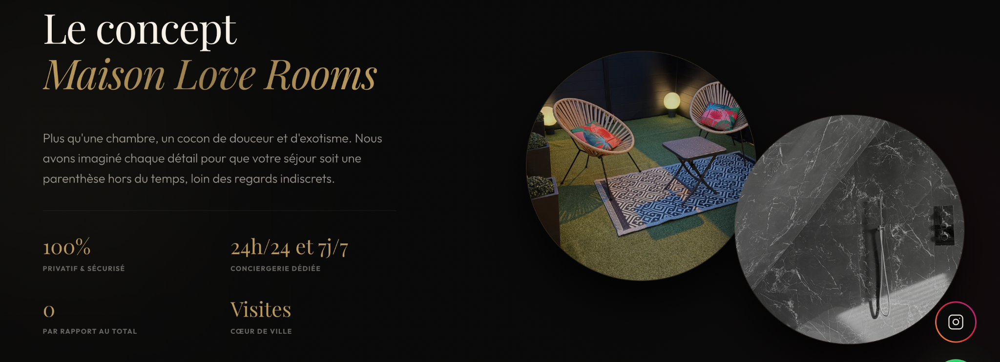 Le concept
Maison Love Rooms
Plus qu'une chambre, un cocon de douceur et d'exotisme. Nous
avons imaginé chaque détail pour que votre séjour soit une
parenthèse hors du temps, loin des regards indiscrets.
100%
PRIVATIF & SÉCURISÉ
24h/24 et 7j/7
CONCIERGERIE DÉDIÉE
0
PAR RAPPORT AU TOTAL
Visites
CŒUR DE VILLE